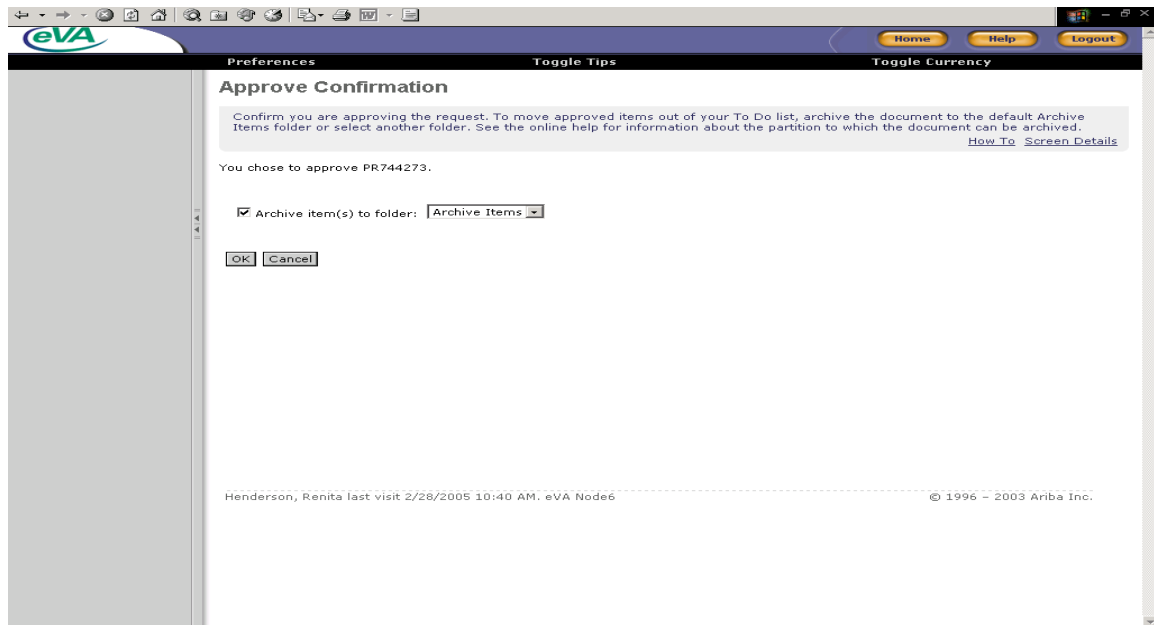 eVA
Home Help Logout
Preferences Toggle Tips Toggle Currency
Approve Confirmation
Confirm you are approving the request. To move approved items out of your To Do list, archive the document to the default Archive
Items folder or select another folder. See the online help for information about the partition to which the document can be archived.
How To Screen Details
You chose to approve PR744273.
Archive item(s) to folder: Archive Items
OK Cancel
Henderson, Renita last visit 2/28/2005 10:40 AM. eVA Node6 © 1996 – 2003 Ariba Inc.